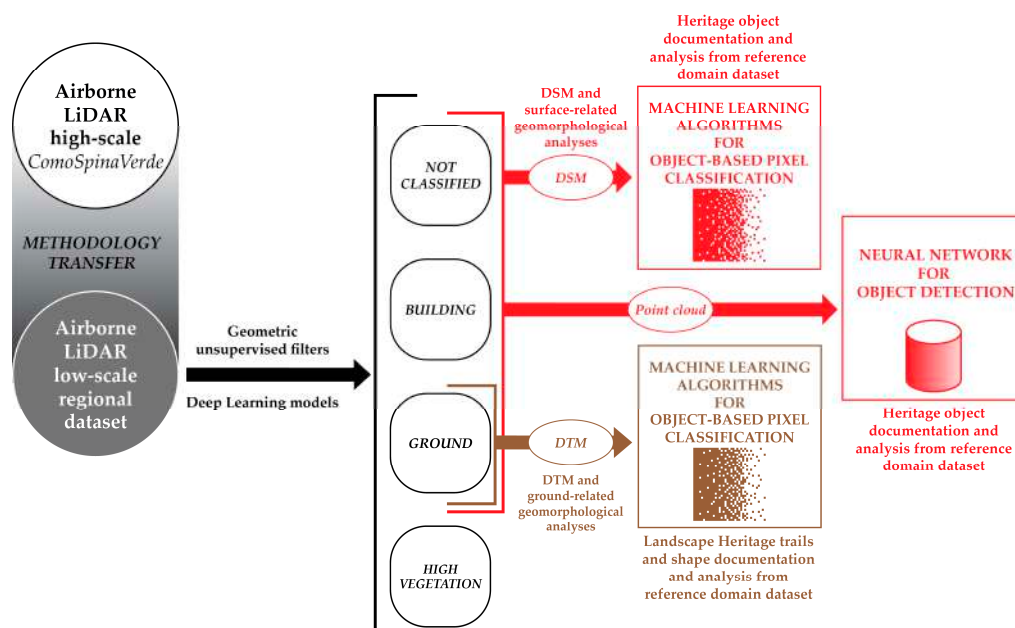 Airborne
LiDAR
high-scale
ComoSpinaVerde
METHODOLOGY
TRANSFER
Airborne
LiDAR
low-scale
regional
dataset
Geometric
unsupervised filters
Deep Learning models
NOT
CLASSIFIED
BUILDING
GROUND
HIGH
VEGETATION
DSM and
surface-related
geomorphological
analyses
DSM
Heritage object
documentation and
analysis from reference
domain dataset
MACHINE LEARNING
ALGORITHMS
FOR
OBJECT-BASED PIXEL
CLASSIFICATION
Point cloud
NEURAL NETWORK
FOR
OBJECT DETECTION
Heritage object
documentation and
analysis from reference
domain dataset
DTM
DTM and
ground-related
geomorphological
analyses
MACHINE LEARNING
ALGORITHMS
FOR
OBJECT-BASED PIXEL
CLASSIFICATION
Landscape Heritage trails
and shape documentation
and analysis from
reference domain dataset